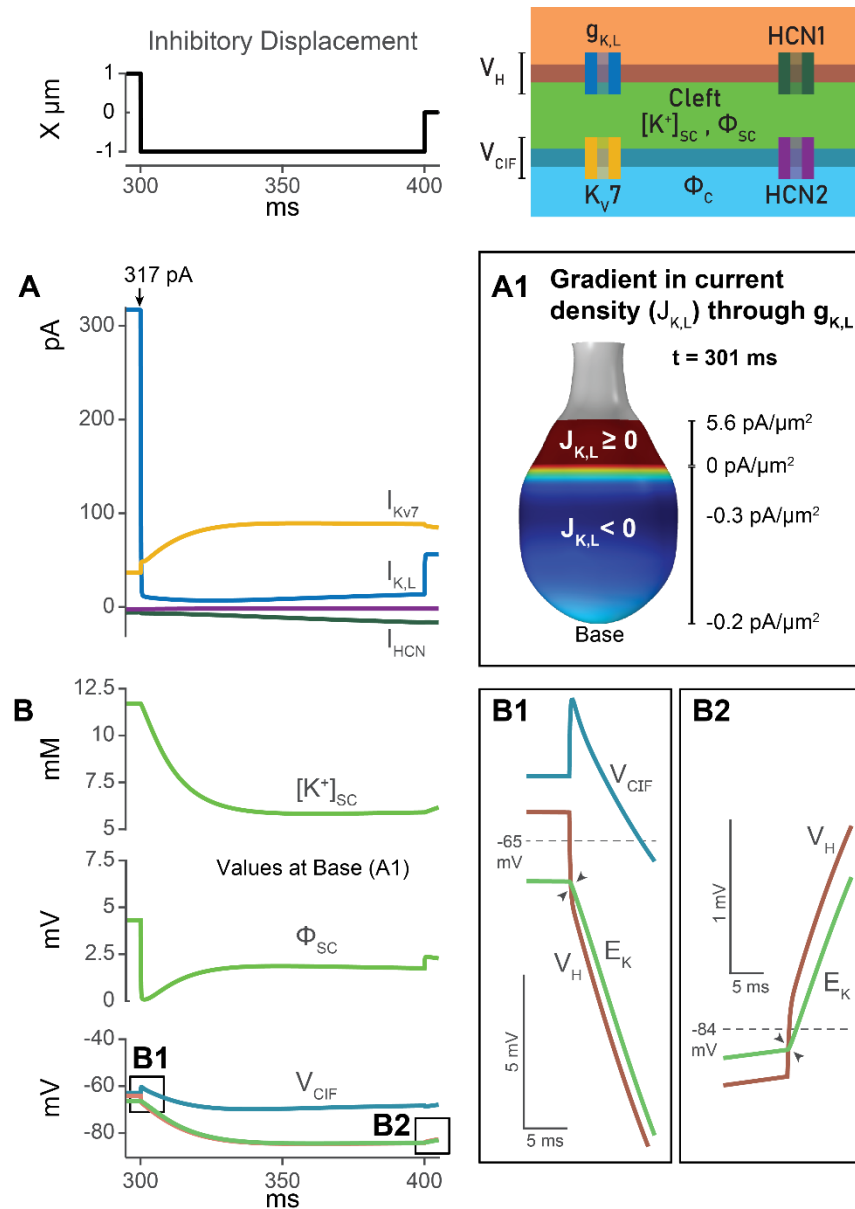 Inhibitory Displacement
X μm
1
0
-1
300
350
400
ms
g_K,L
HCN1
V_H
Cleft
[K⁺]_SC , Φ_SC
V_CIF
K_V7
Φ_C
HCN2
A
317 pA
pA
300
200
100
0
I_Kv7
I_K,L
I_HCN
A1 Gradient in current
density (J_K,L) through g_K,L
t = 301 ms
J_K,L ≥ 0
J_K,L < 0
5.6 pA/μm²
0 pA/μm²
-0.3 pA/μm²
-0.2 pA/μm²
Base
B
mM
12.5
10
7.5
5
[K⁺]_SC
Values at Base (A1)
mV
7.5
5
2.5
0
Φ_SC
mV
-40
-60
-80
B1
V_CIF
B2
300
350
400
ms
B1
V_CIF
-65
mV
E_K
V_H
5 mV
5 ms
B2
V_H
1 mV
5 ms
E_K
-84
mV